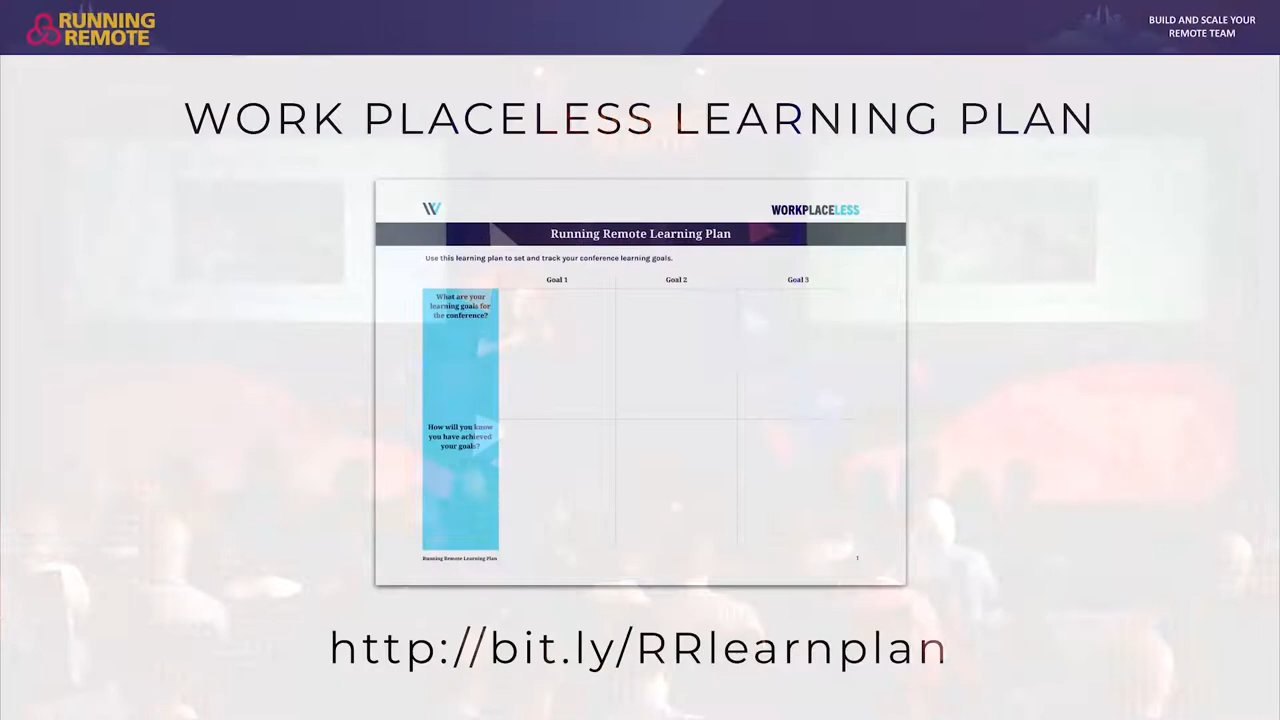 RUNNING
REMOTE
BUILD AND SCALE YOUR
REMOTE TEAM
WORK PLACELESS LEARNING PLAN
W
WORKPLACELESS
Running Remote Learning Plan
Use this learning plan to set and track your conference learning goals.
Goal 1
Goal 2
Goal 3
What are your
learning goals for
the conference?
How will you know
you have achieved
your goals?
Running Remote Learning Plan
1
http://bit.ly/RRlearnplan